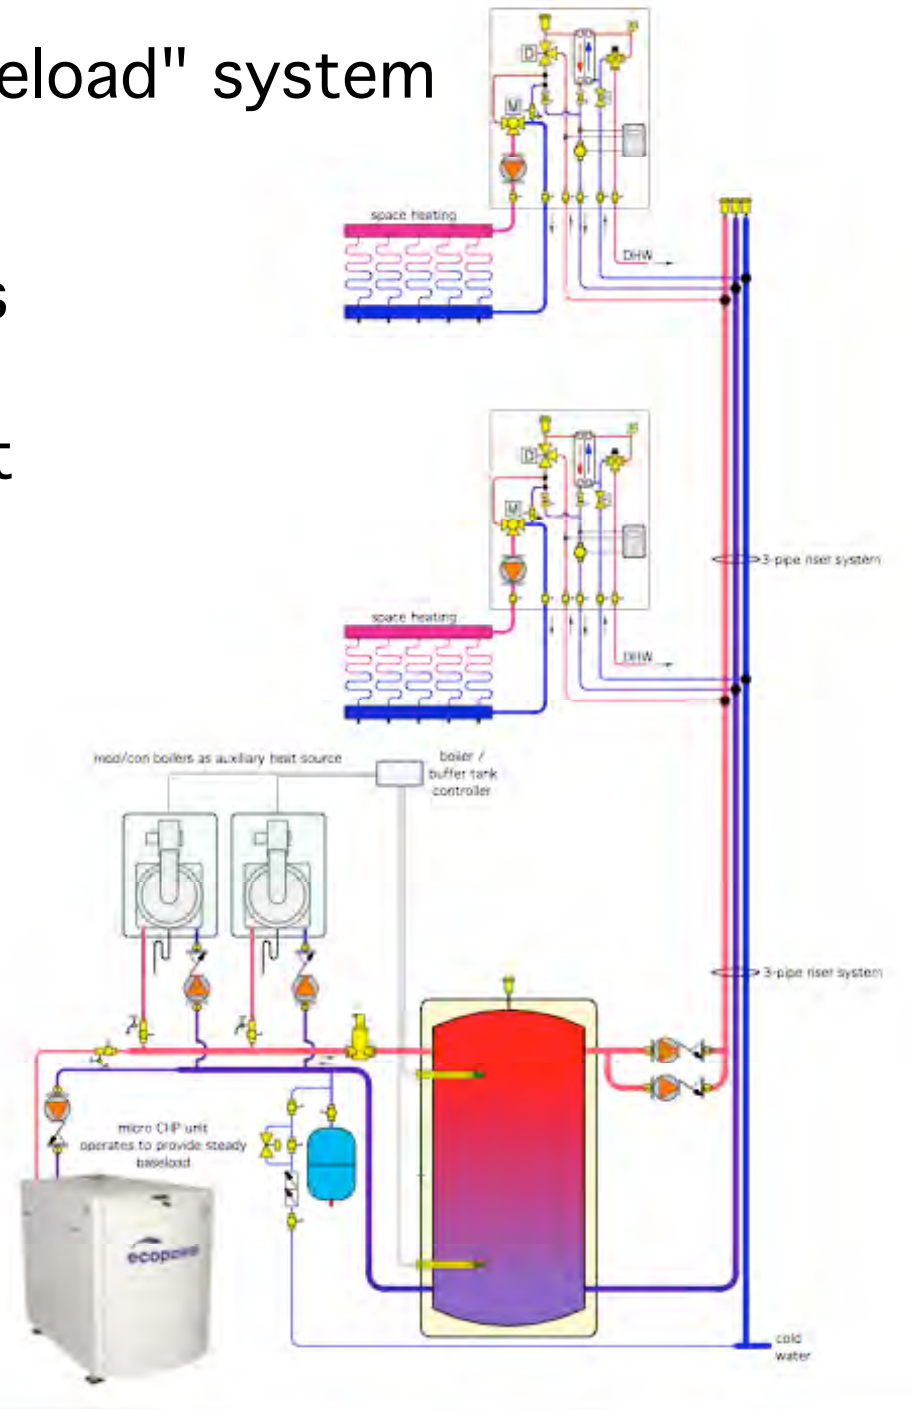 eload" system
s
t
D
M
space heating
DHW
D
M
3-pipe riser system
space heating
DHW
mod/con boilers as auxiliary heat source
boiler /
buffer tank
controller
3-pipe riser system
micro CHP unit
operates to provide steady
baseload
ecopower
cold
water